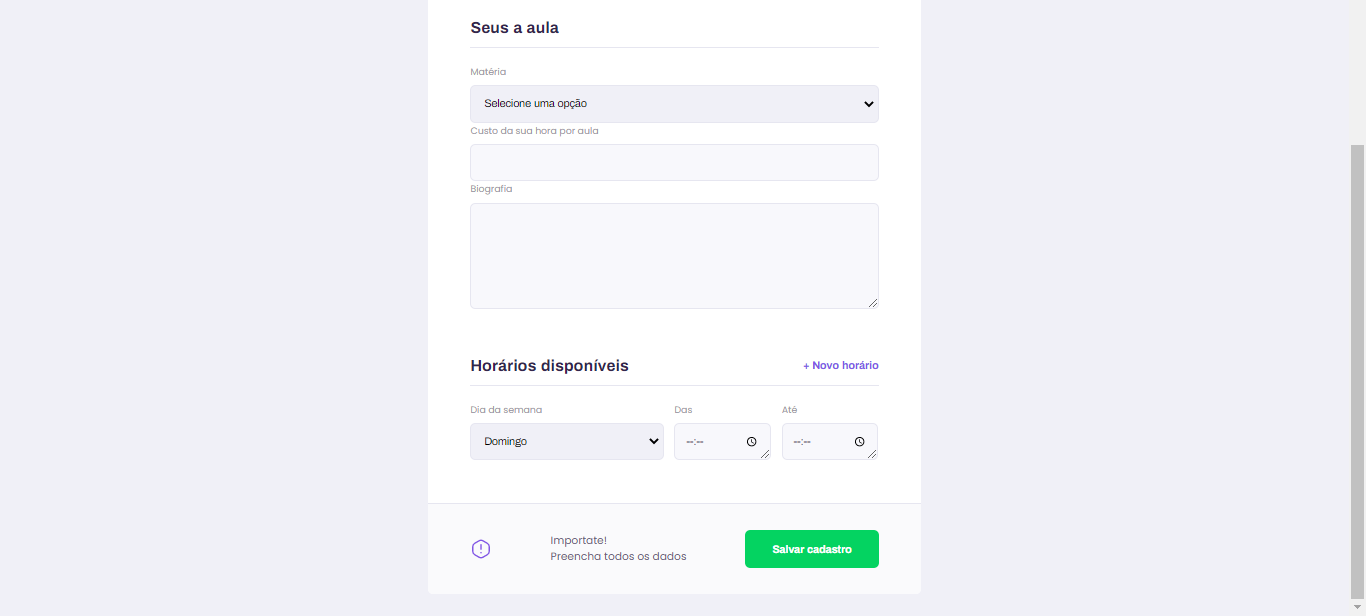 Seus a aula
Matéria
Selecione uma opção
Custo da sua hora por aula
Biografia
Horários disponíveis
+ Novo horário
Dia da semana
Das
Até
Domingo
--:--
--:--
Importate!
Preencha todos os dados
Salvar cadastro